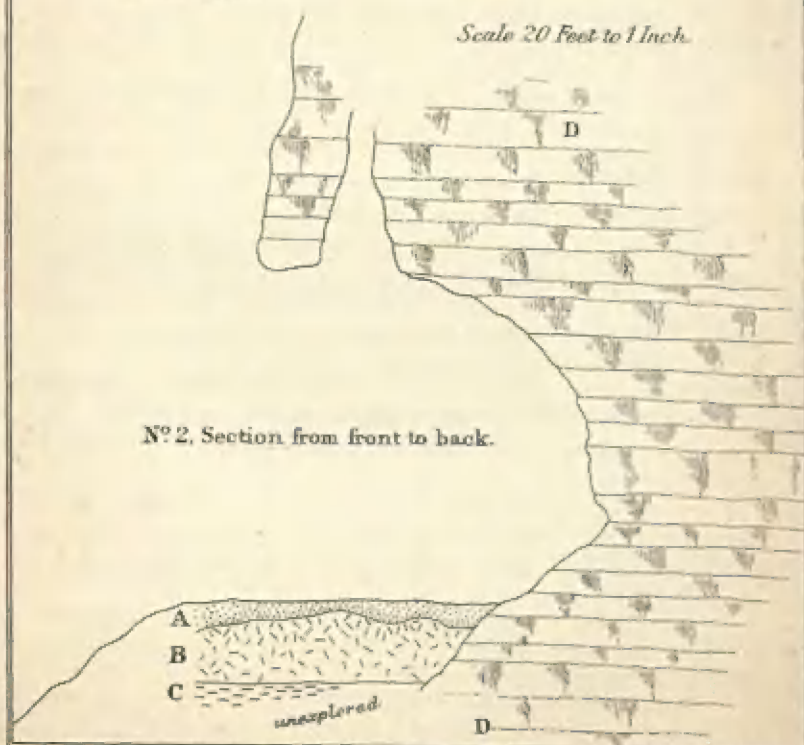 Scale 20 Feet to 1 Inch
D
Nº 2. Section from front to back.
A
B
C
unexplored
D